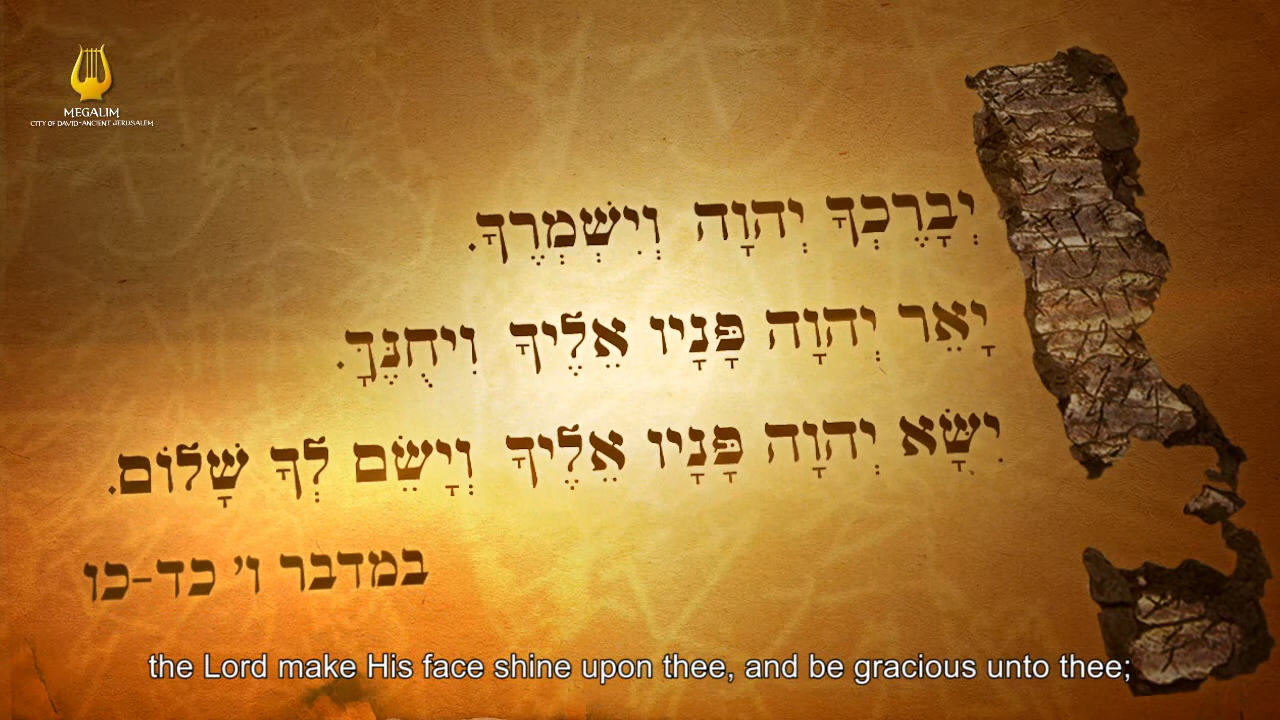 MEGALIM
CITY OF DAVID-ANCIENT JERUSALEM
יְבָרֶכְךָ יְהוָה וְיִשְׁמְרֶךָ.
יָאֵר יְהוָה פָּנָיו אֵלֶיךָ וִיחֻנֶּךָּ.
יִשָּׂא יְהוָה פָּנָיו אֵלֶיךָ וְיָשֵׂם לְךָ שָׁלוֹם.
במדבר ו' כד-כו
the Lord make His face shine upon thee, and be gracious unto thee;